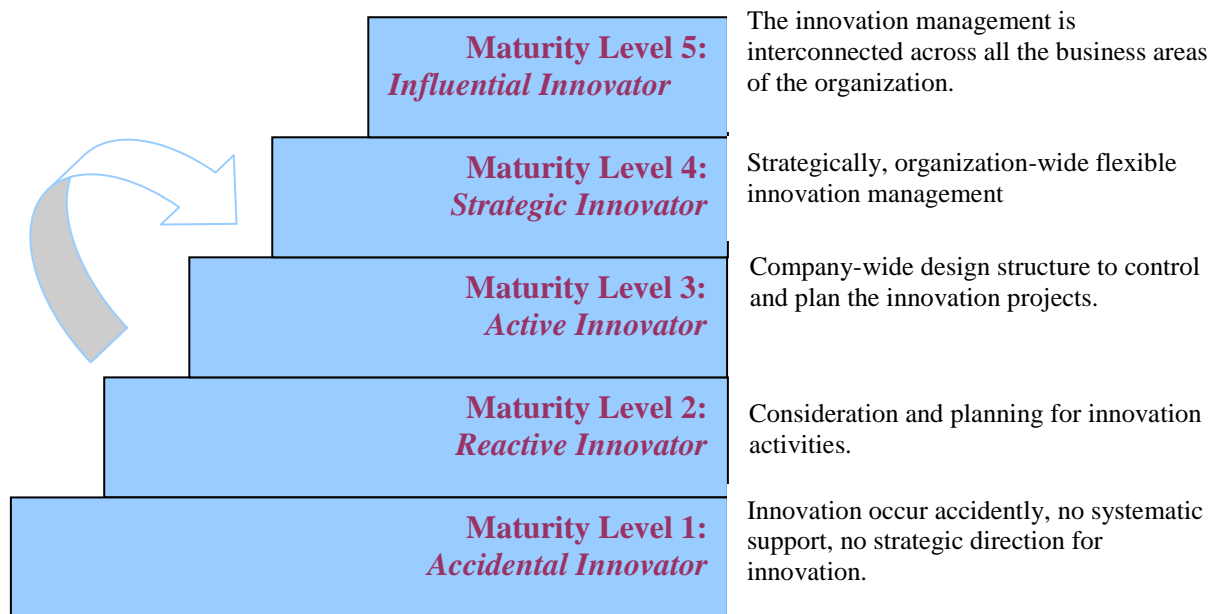 Maturity Level 5:
Influential Innovator
The innovation management is
interconnected across all the business areas
of the organization.
Maturity Level 4:
Strategic Innovator
Strategically, organization-wide flexible
innovation management
Maturity Level 3:
Active Innovator
Company-wide design structure to control
and plan the innovation projects.
Maturity Level 2:
Reactive Innovator
Consideration and planning for innovation
activities.
Maturity Level 1:
Accidental Innovator
Innovation occur accidently, no systematic
support, no strategic direction for
innovation.